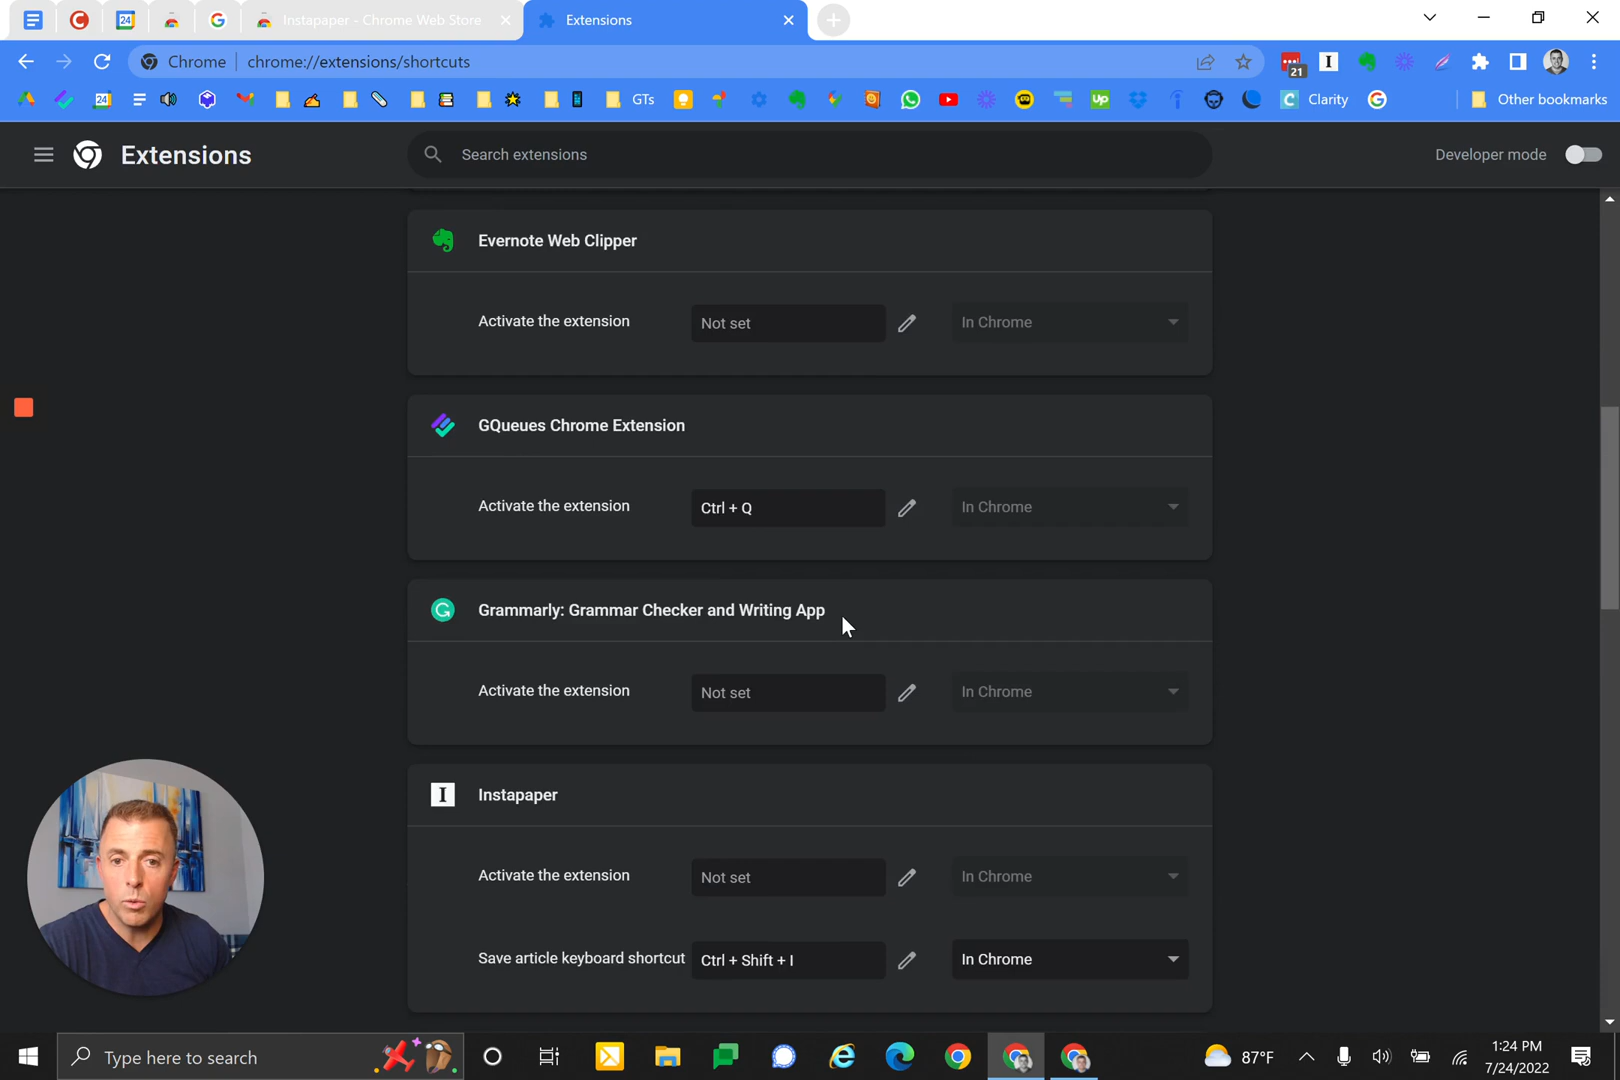 Instapaper - Chrome Web Store
Extensions
Chrome
chrome://extensions/shortcuts
21
24
24
GTs
Up
Clarity
Other bookmarks
Extensions
Search extensions
Developer mode
Evernote Web Clipper
Activate the extension
Not set
In Chrome
GQueues Chrome Extension
Activate the extension
Ctrl + Q
In Chrome
Grammarly: Grammar Checker and Writing App
Activate the extension
Not set
In Chrome
Instapaper
Activate the extension
Not set
In Chrome
Save article keyboard shortcut
Ctrl + Shift + I
In Chrome
Type here to search
87°F
1:24 PM
7/24/2022